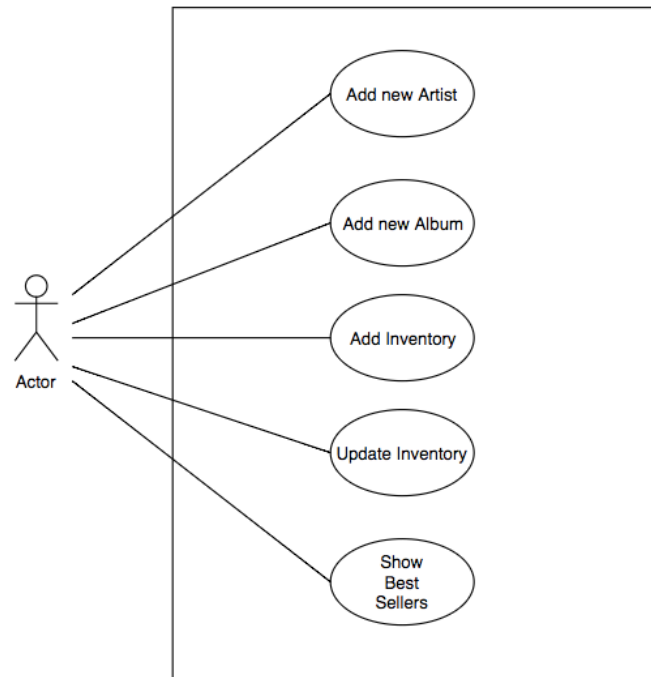 Add new Artist
Add new Album
Add Inventory
Actor
Update Inventory
Show
Best
Sellers